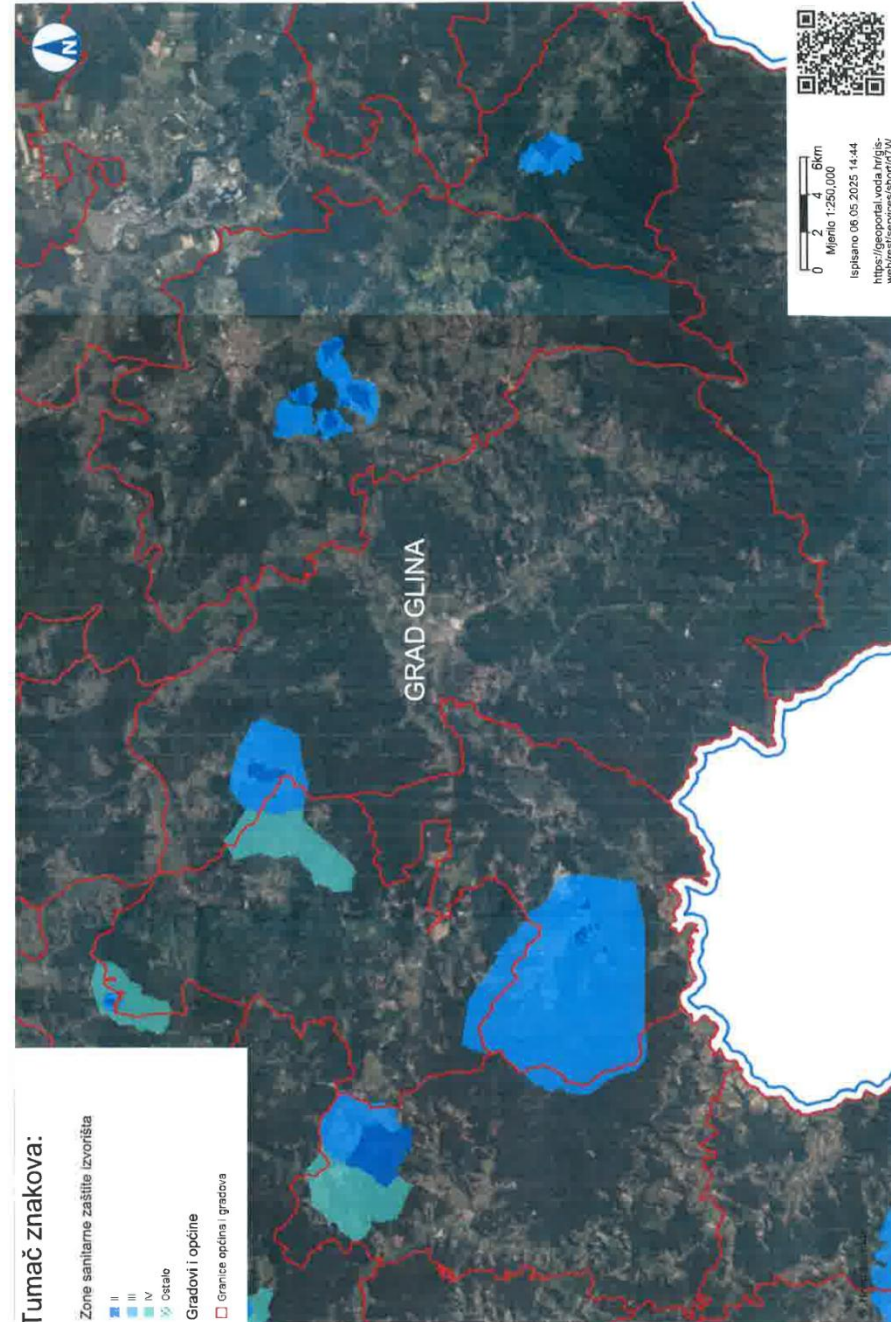 Tumač znakova:
Zone sanitarne zaštite izvorišta
II
III
IV
Ostalo
Gradovi i općine
Granice općina i gradova
GRAD GLINA
N
0 2 4 6km
Mjerilo 1:250,000
Ispisano 06.05.2025 14:44
https://geoportal.voda.hr/gis-